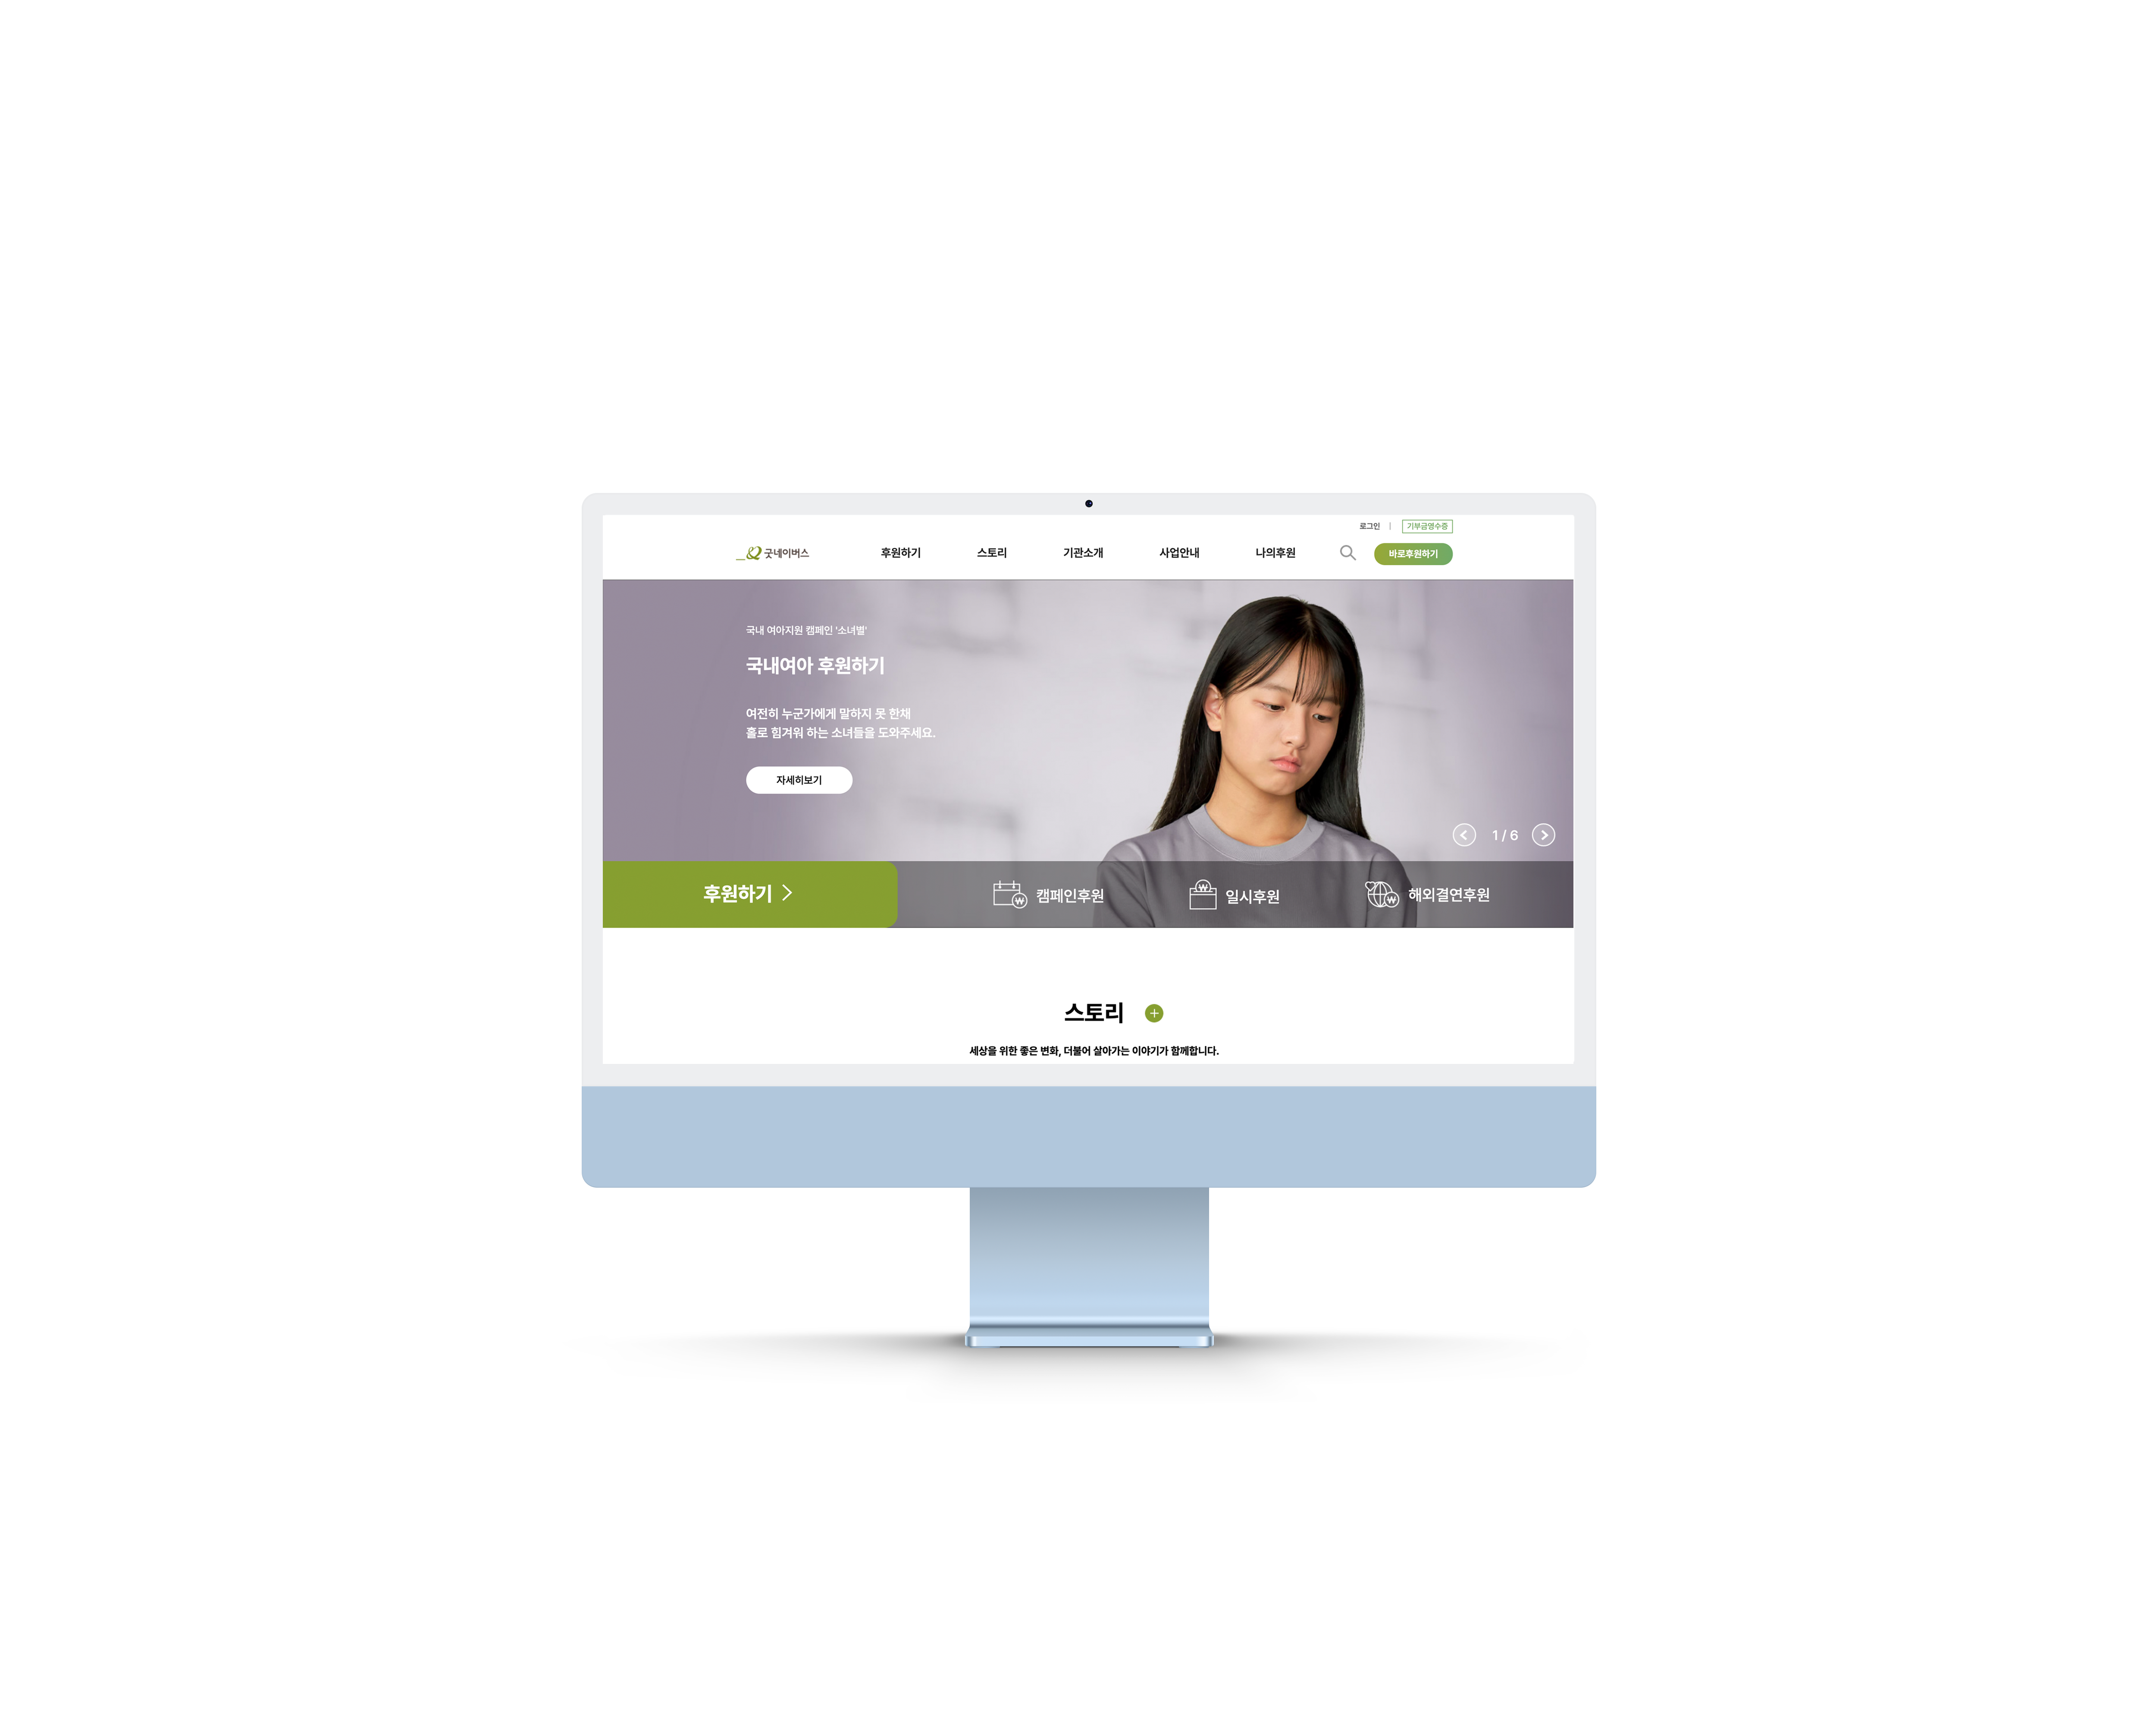 로그인 | 기부금영수증
굿네이버스 후원하기 스토리 기관소개 사업안내 나의후원 바로후원하기
국내 여아지원 캠페인 '소녀별'
국내여아 후원하기
여전히 누군가에게 말하지 못 한채
홀로 힘겨워 하는 소녀들을 도와주세요.
자세히보기
1 / 6
후원하기 캠페인후원 일시후원 해외결연후원
스토리
세상을 위한 좋은 변화, 더불어 살아가는 이야기가 함께합니다.